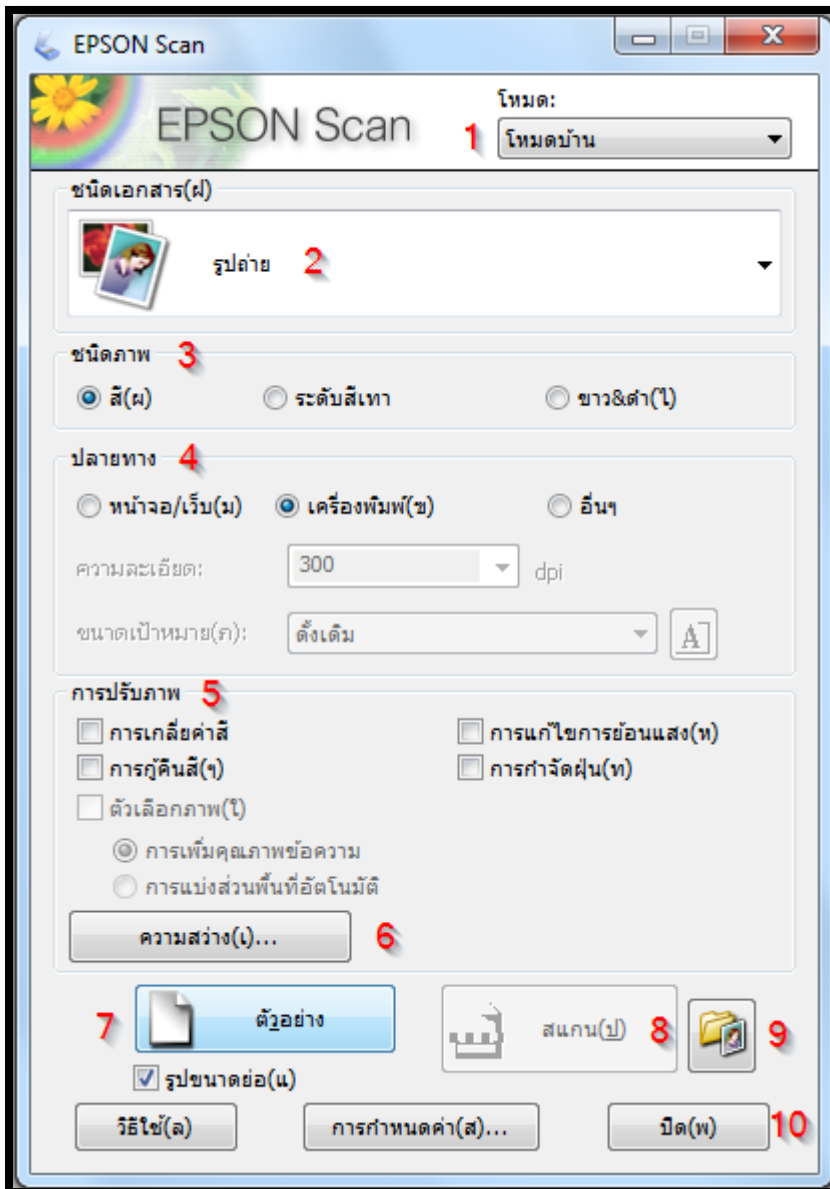 EPSON Scan
EPSON Scan
โหมด:
1 โหมดบ้าน
ชนิดเอกสาร(ฝ)
รูปถ่าย 2
ชนิดภาพ 3
สี(ผ) ระดับสีเทา ขาว&ดำ(ไ)
ปลายทาง 4
หน้าจอ/เว็บ(ม) เครื่องพิมพ์(ข) อื่นๆ
ความละเอียด: 300 dpi
ขนาดเป้าหมาย(ภ): ดั้งเดิม A
การปรับภาพ 5
การเกลี่ยค่าสี การแก้ไขการย้อนแสง(ห)
การกู้คืนสี(ๆ) การกำจัดฝุ่น(ท)
ตัวเลือกภาพ(ใ)
การเพิ่มคุณภาพข้อความ
การแบ่งส่วนพื้นที่อัตโนมัติ
ความสว่าง(เ)... 6
7 ตัวอย่าง สแกน(ป) 8 9
รูปขนาดย่อ(แ)
วิธีใช้(ล) การกำหนดค่า(ส)... ปิด(พ) 10